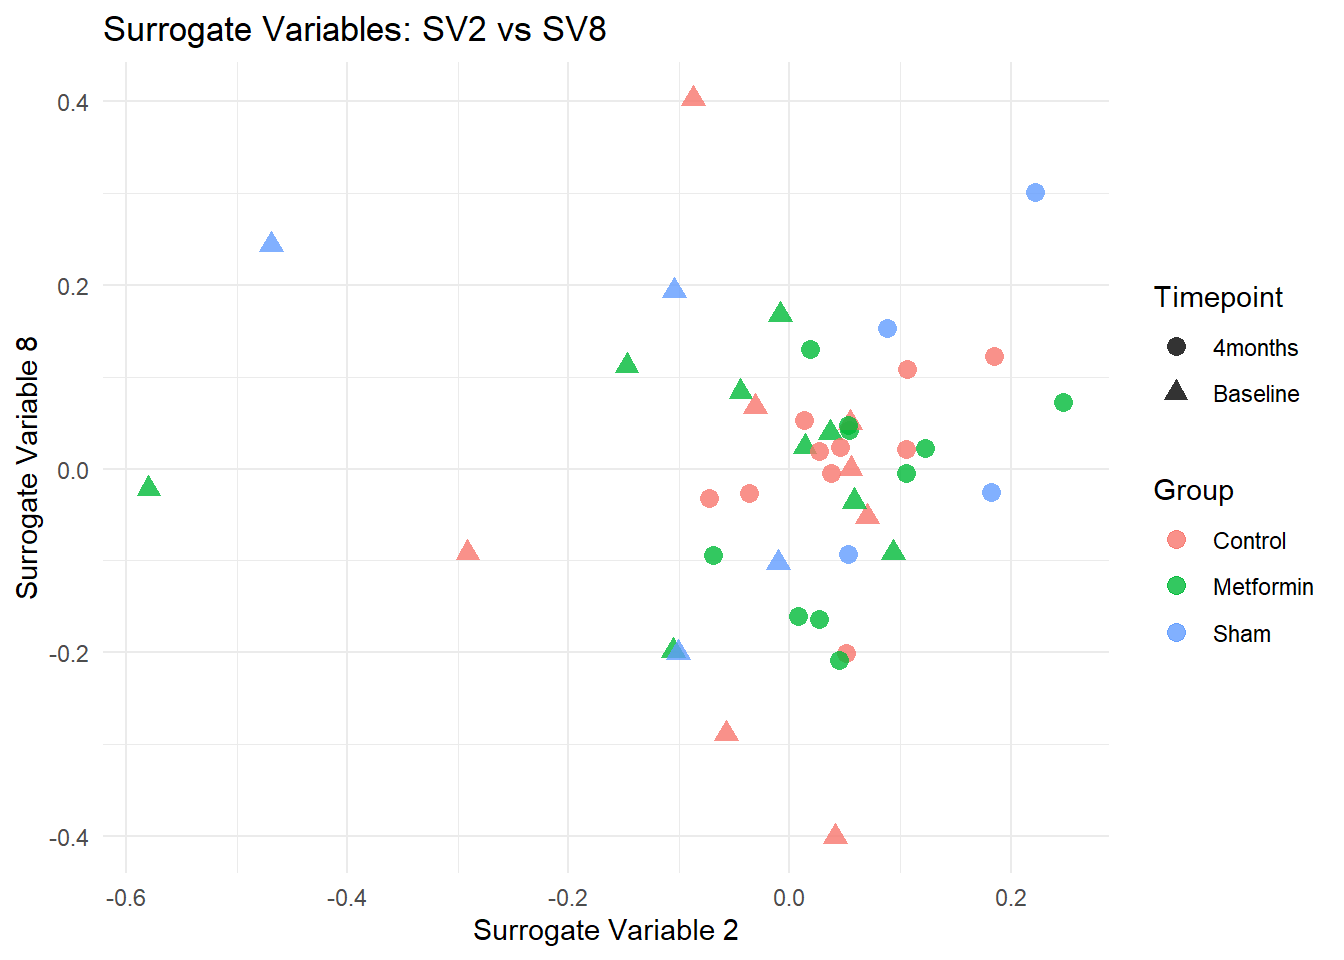 Surrogate Variables: SV2 vs SV8
Surrogate Variable 8
0.4
0.2
0.0
-0.2
-0.4
-0.6
-0.4
-0.2
0.0
0.2
Surrogate Variable 2
Timepoint
4months
Baseline
Group
Control
Metformin
Sham